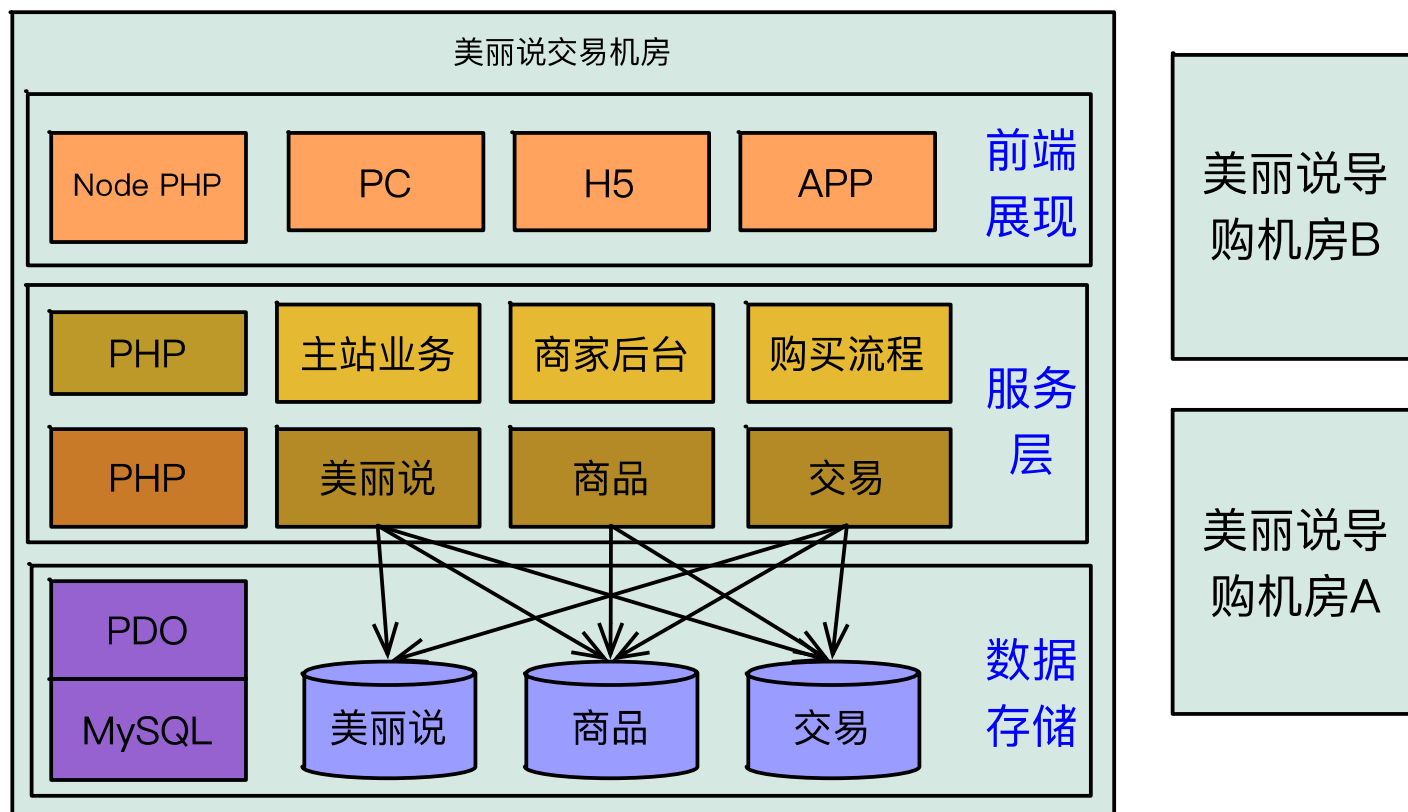 美丽说交易机房
Node PHP
PC
H5
APP
前端
展现
PHP
主站业务
商家后台
购买流程
服务
层
PHP
美丽说
商品
交易
PDO
MySQL
美丽说
商品
交易
数据
存储
美丽说导
购机房B
美丽说导
购机房A